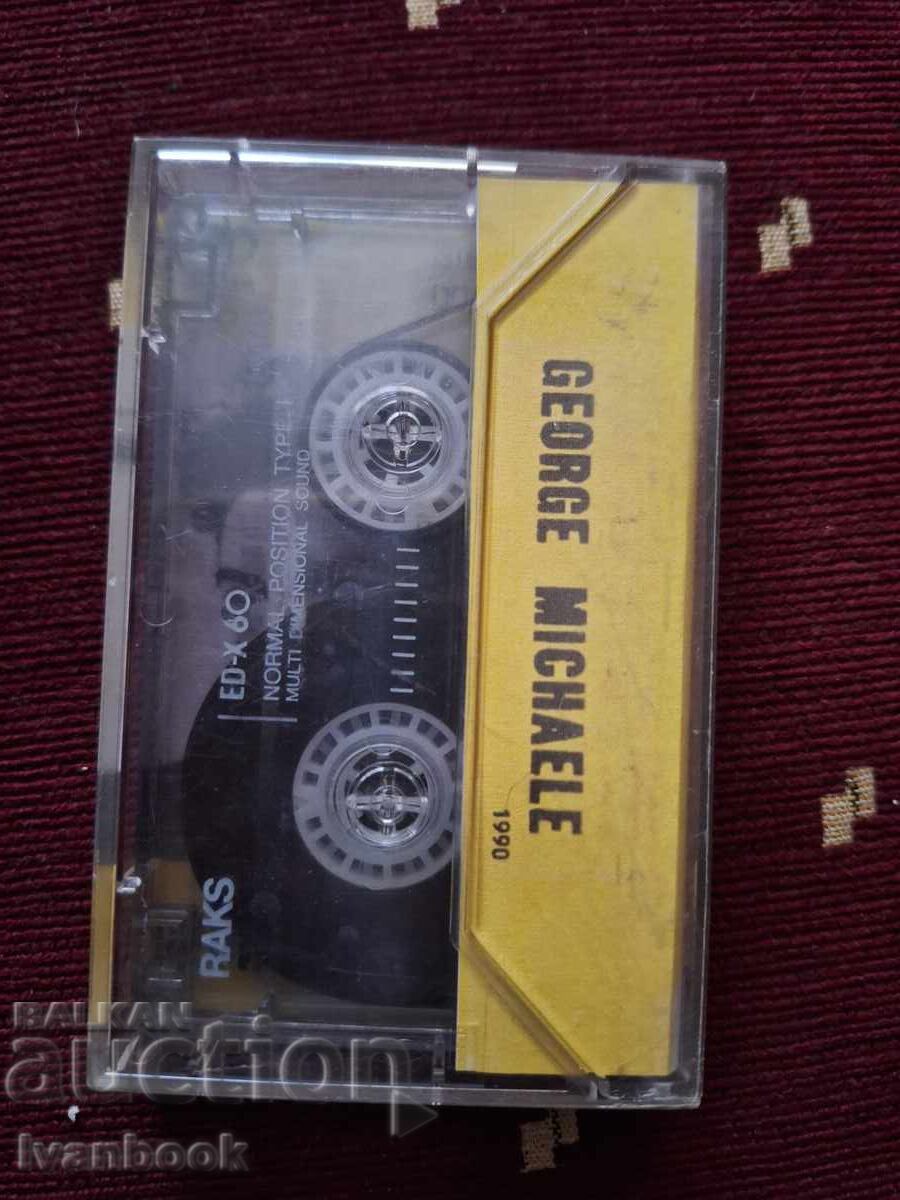 GEORGE MICHAELE
1990
RAKS
ED-X 60
NORMAL POSITION TYPE I
MULTI DIMENSIONAL SOUND
BALKAN
auction
Ivanbook